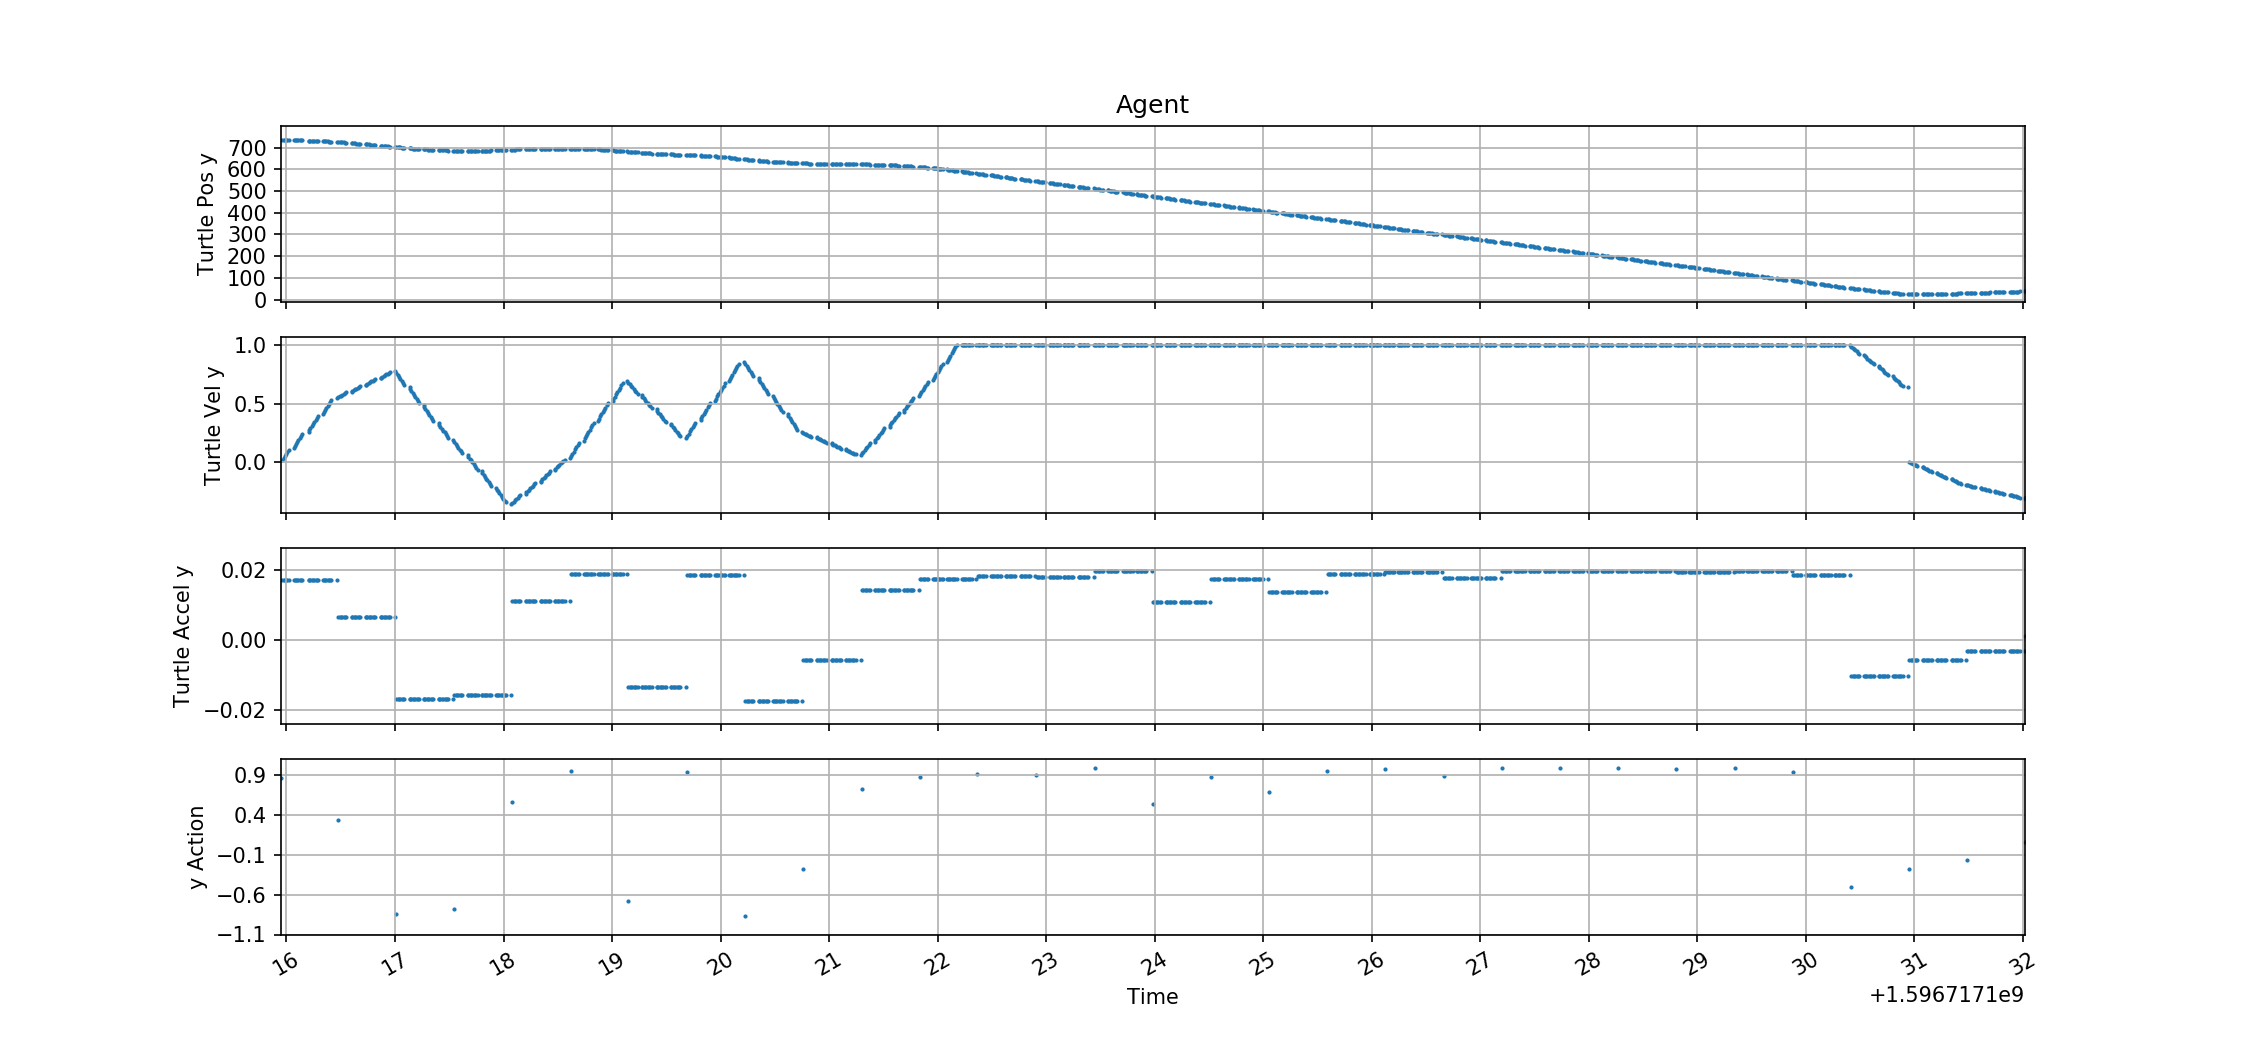 Agent
Turtle Pos y
700
600
500
400
300
200
100
0
Turtle Vel y
1.0
0.5
0.0
Turtle Accel y
0.02
0.00
−0.02
y Action
0.9
0.4
−0.1
−0.6
−1.1
16 17 18 19 20 21 22 23 24 25 26 27 28 29 30 31 32
Time
+1.5967171e9